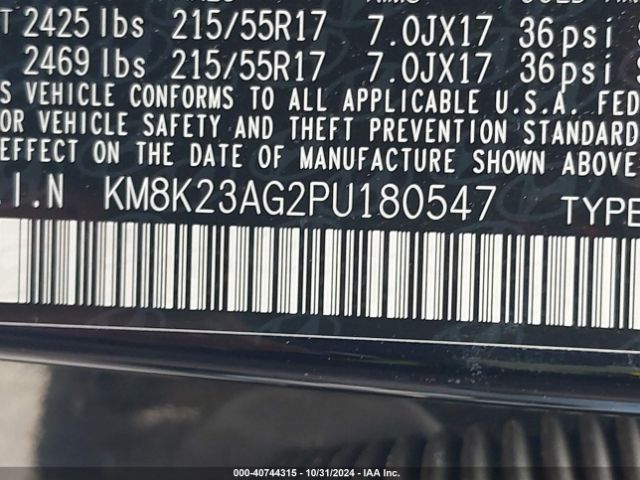 T 2425 lbs 215/55R17 7.0JX17 36psi
2469 lbs 215/55R17 7.0JX17 36psi
S VEHICLE CONFORMS TO ALL APPLICABLE U.S.A. FED
OR VEHICLE SAFETY AND THEFT PREVENTION STANDARD
EFFECT ON THE DATE OF MANUFACTURE SHOWN ABOVE
.I.N KM8K23AG2PU180547 TYPE
000-40744315 - 10/31/2024 - IAA Inc.